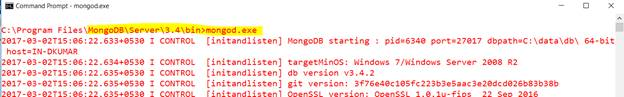 Command Prompt - mongod.exe
C:\Program Files\MongoDB\Server\3.4\bin>mongod.exe
2017-03-02T15:06:22.633+0530 I CONTROL  [initandlisten] MongoDB starting : pid=6340 port=27017 dbpath=C:\data\db\ 64-bit
host=IN-DKUMAR
2017-03-02T15:06:22.634+0530 I CONTROL  [initandlisten] targetMinOS: Windows 7/Windows Server 2008 R2
2017-03-02T15:06:22.635+0530 I CONTROL  [initandlisten] db version v3.4.2
2017-03-02T15:06:22.635+0530 I CONTROL  [initandlisten] git version: 3f76e40c105fc223b3e5aac3e20dcd026b83b38b
2017-03-02T15:06:22.635+0530 I CONTROL  [initandlisten] OpenSSL version: OpenSSL 1.0.1u-fips  22 Sep 2016